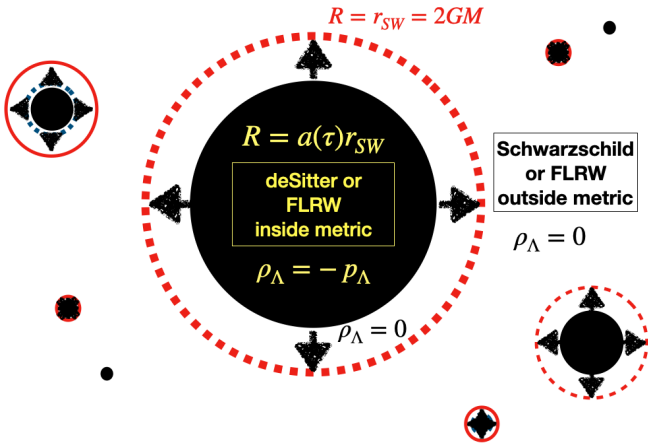 R = r_SW = 2GM
R = a(τ)r_SW
deSitter or
FLRW
inside metric
ρ_Λ = − p_Λ
ρ_Λ = 0
Schwarzschild
or FLRW
outside metric
ρ_Λ = 0